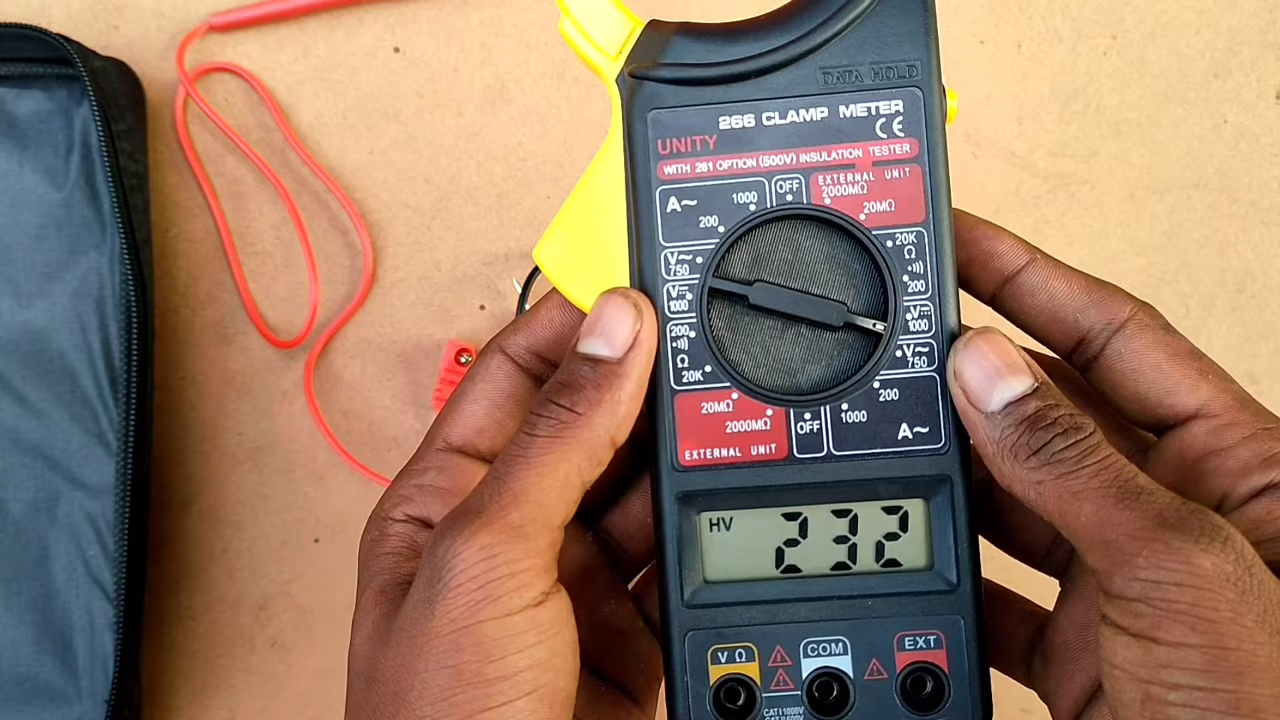 DATA HOLD
266 CLAMP METER
CE
UNITY
WITH 261 OPTION (500V) INSULATION TESTER
A~ 1000
200
OFF
EXTERNAL UNIT
2000MΩ
20MΩ
V~
750
V⎓
1000
200
Ω
20K
20K
Ω
200
V⎓
1000
V~
750
20MΩ
2000MΩ
EXTERNAL UNIT
OFF
200
1000
A~
HV 232
V Ω
COM
EXT
CAT I 1000V